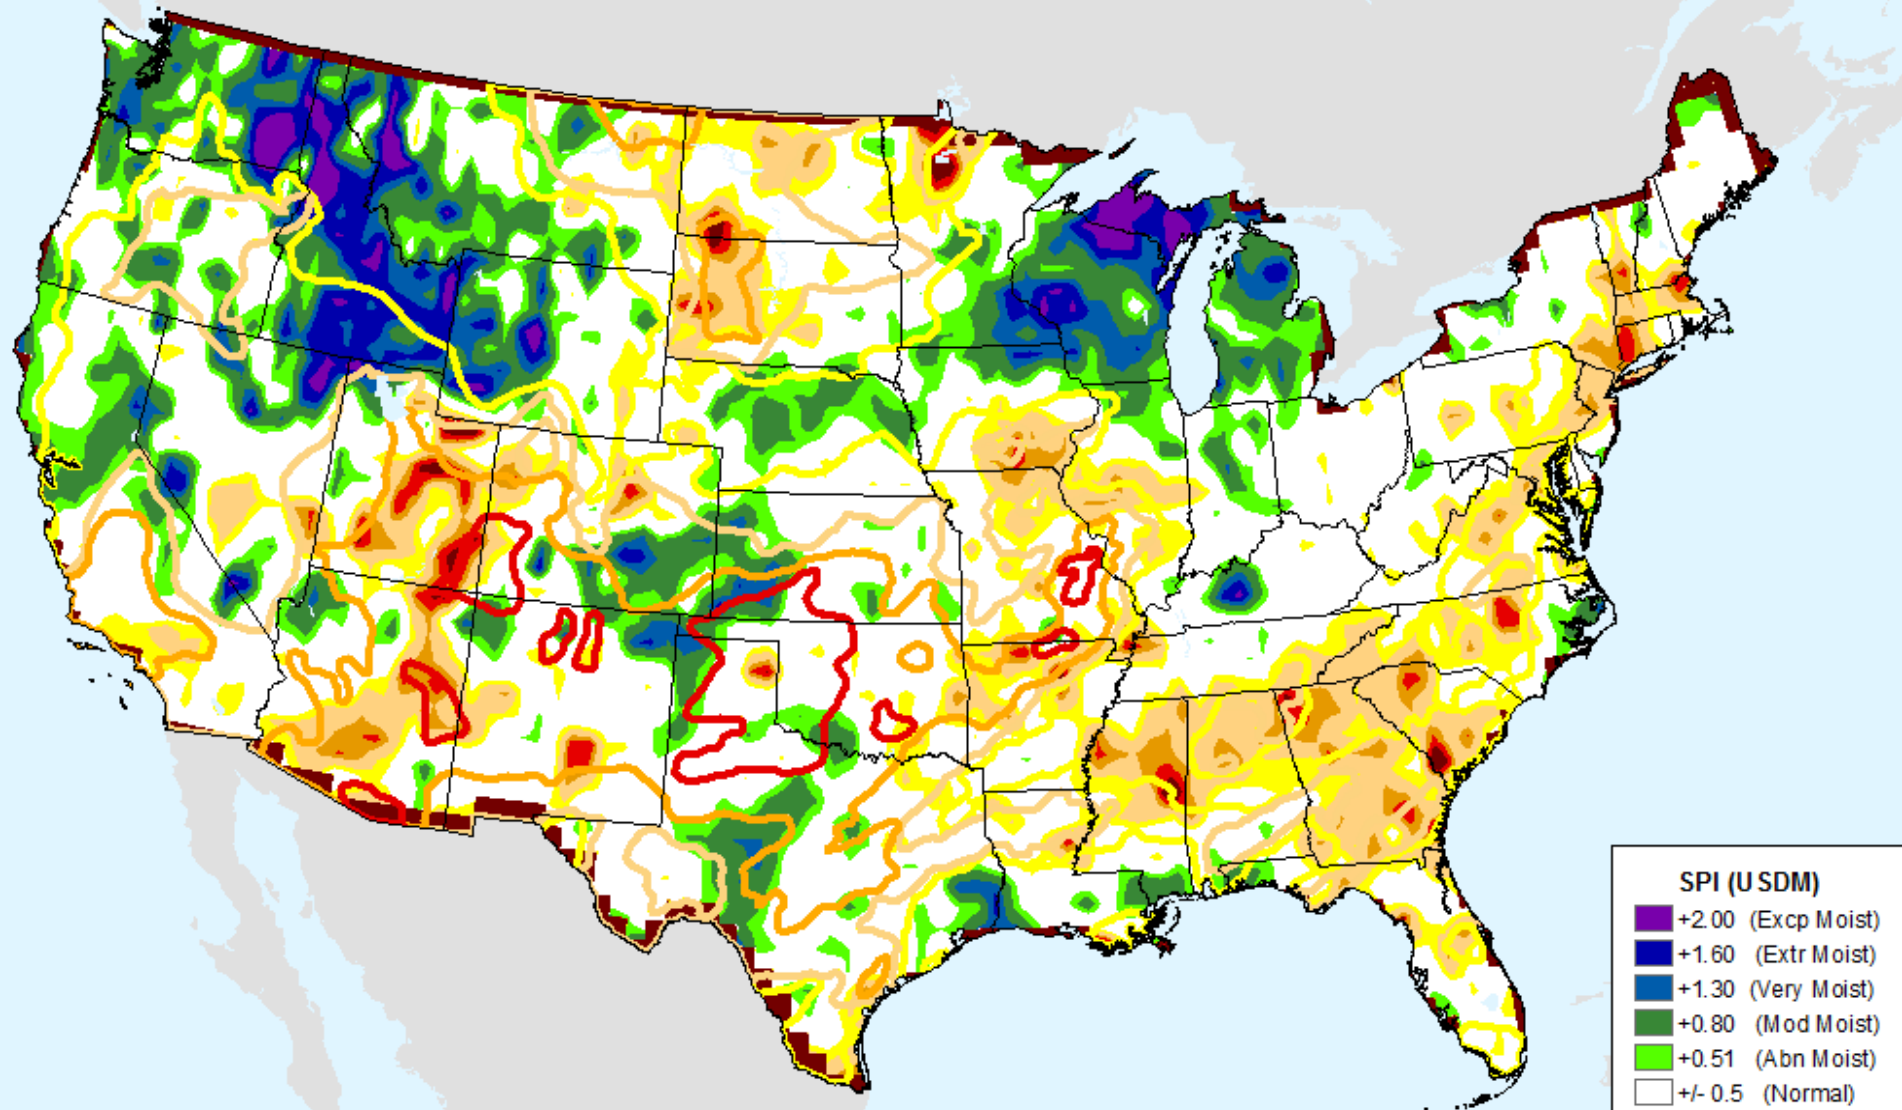 SPI (USDM)
+2.00 (Excp Moist)
+1.60 (Extr Moist)
+1.30 (Very Moist)
+0.80 (Mod Moist)
+0.51 (Abn Moist)
+/- 0.5 (Normal)